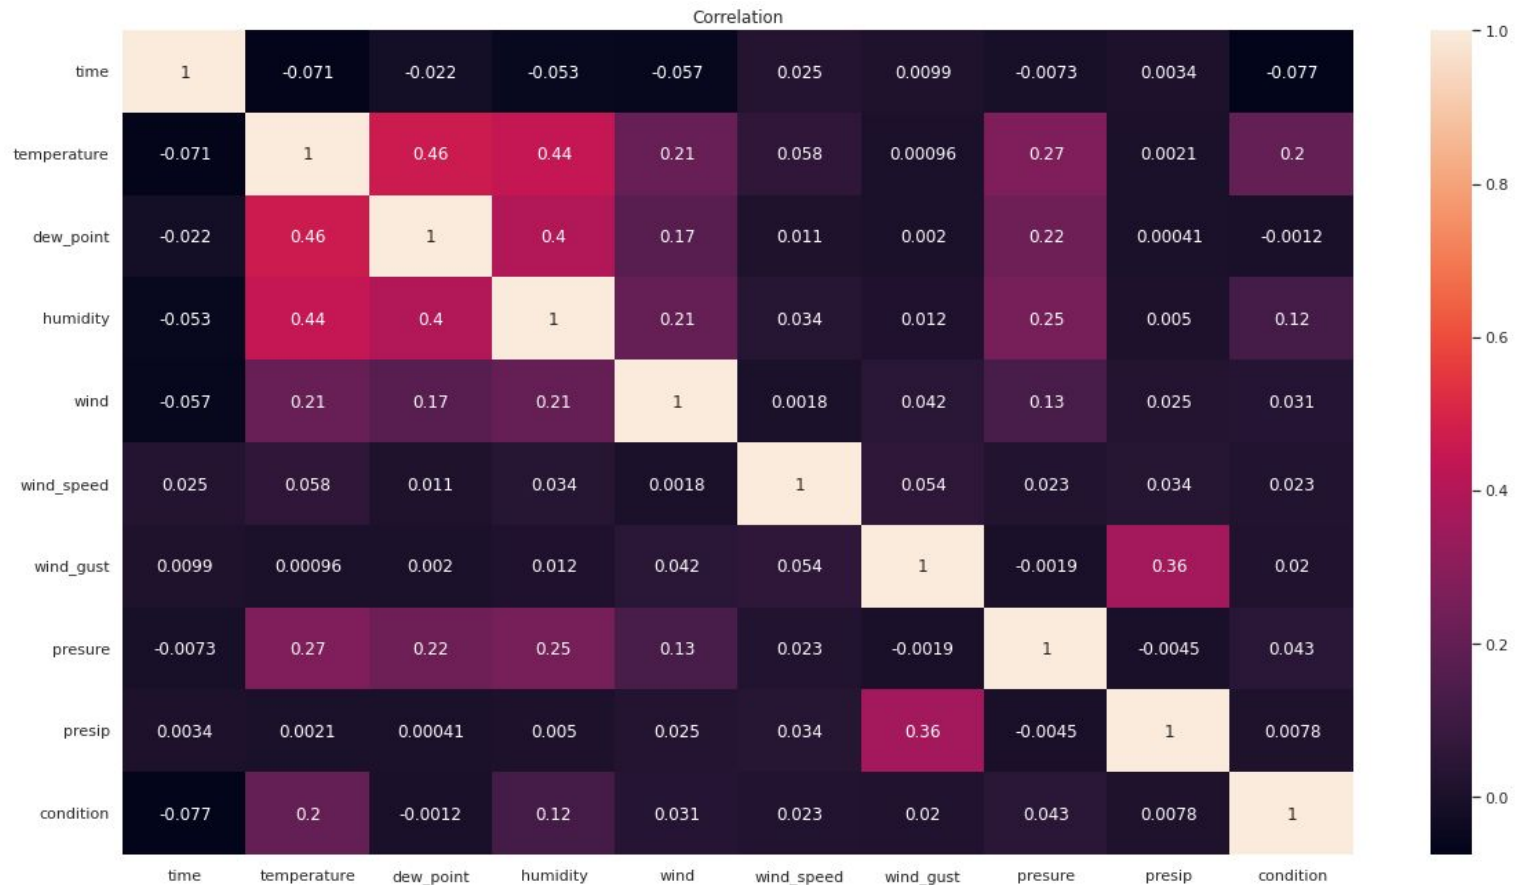 Correlation
time 1 -0.071 -0.022 -0.053 -0.057 0.025 0.0099 -0.0073 0.0034 -0.077
temperature -0.071 1 0.46 0.44 0.21 0.058 0.00096 0.27 0.0021 0.2
dew_point -0.022 0.46 1 0.4 0.17 0.011 0.002 0.22 0.00041 -0.0012
humidity -0.053 0.44 0.4 1 0.21 0.034 0.012 0.25 0.005 0.12
wind -0.057 0.21 0.17 0.21 1 0.0018 0.042 0.13 0.025 0.031
wind_speed 0.025 0.058 0.011 0.034 0.0018 1 0.054 0.023 0.034 0.023
wind_gust 0.0099 0.00096 0.002 0.012 0.042 0.054 1 -0.0019 0.36 0.02
presure -0.0073 0.27 0.22 0.25 0.13 0.023 -0.0019 1 -0.0045 0.043
presip 0.0034 0.0021 0.00041 0.005 0.025 0.034 0.36 -0.0045 1 0.0078
condition -0.077 0.2 -0.0012 0.12 0.031 0.023 0.02 0.043 0.0078 1
time temperature dew_point humidity wind wind_speed wind_gust presure presip condition
1.0
0.8
0.6
0.4
0.2
0.0